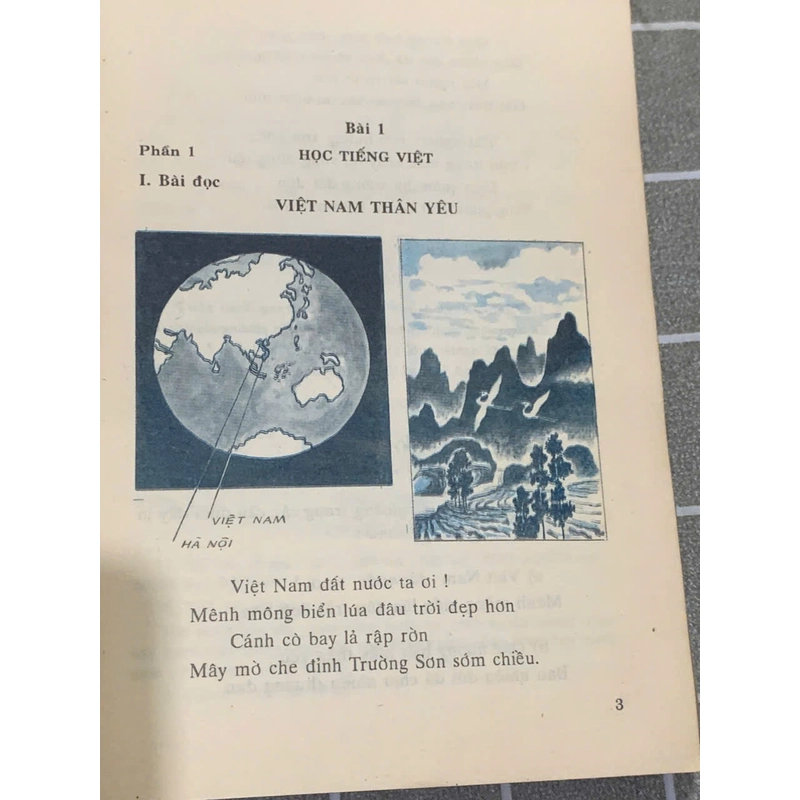 Bài 1
Phần 1
HỌC TIẾNG VIỆT
I. Bài đọc
VIỆT NAM THÂN YÊU
VIỆT NAM
HÀ NỘI
Việt Nam đất nước ta ơi !
Mênh mông biển lúa đâu trời đẹp hơn
Cánh cò bay lả rập rờn
Mây mờ che đỉnh Trường Sơn sớm chiều.
3